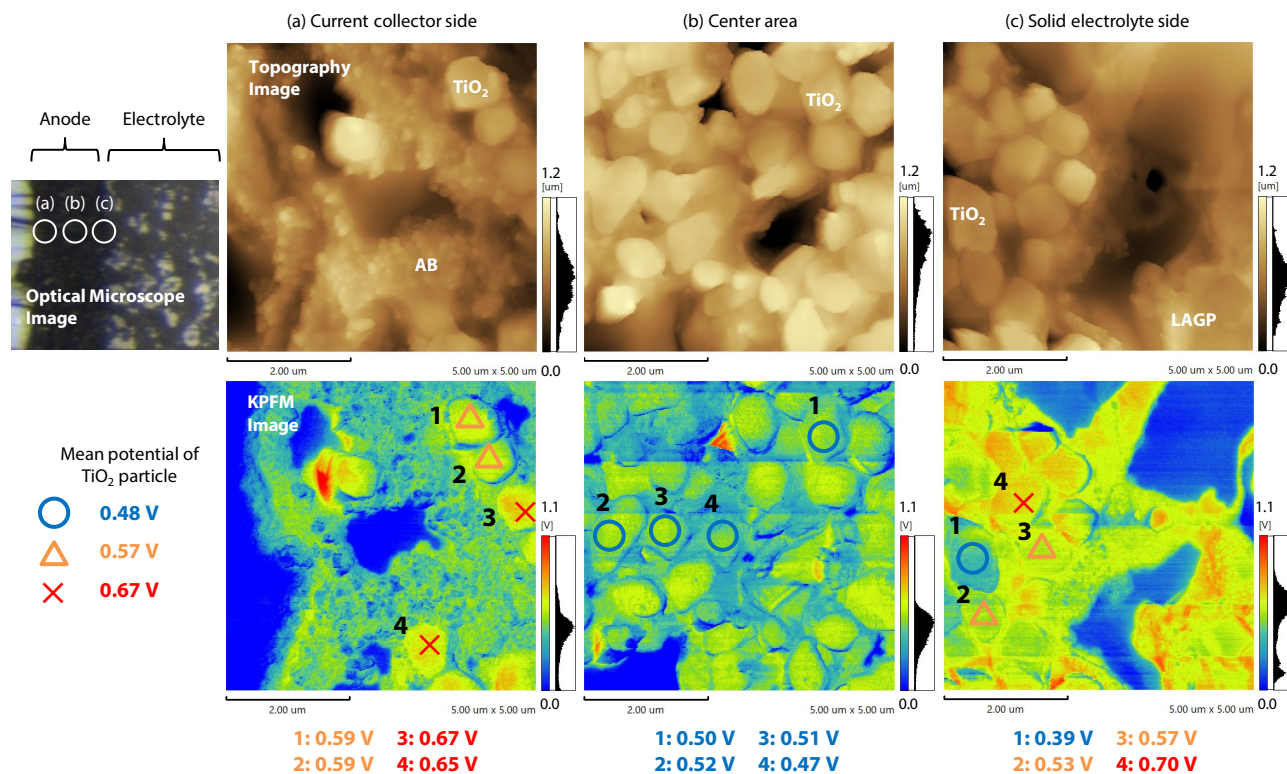 (a) Current collector side
(b) Center area
(c) Solid electrolyte side
Topography
Image
TiO₂
AB
TiO₂
TiO₂
LAGP
Anode
Electrolyte
(a)
(b)
(c)
Optical Microscope
Image
1.2
[um]
0.0
1.2
[um]
0.0
1.2
[um]
0.0
2.00 um
5.00 um x 5.00 um
2.00 um
5.00 um x 5.00 um
2.00 um
5.00 um x 5.00 um
KPFM
Image
1
2
3
4
1
2
3
4
4
1
3
2
Mean potential of
TiO₂ particle
0.48 V
0.57 V
0.67 V
1.1
[V]
0.0
1.1
[V]
0.0
1.1
[V]
0.0
2.00 um
5.00 um x 5.00 um
2.00 um
5.00 um x 5.00 um
2.00 um
5.00 um x 5.00 um
1: 0.59 V 3: 0.67 V
2: 0.59 V 4: 0.65 V
1: 0.50 V 3: 0.51 V
2: 0.52 V 4: 0.47 V
1: 0.39 V 3: 0.57 V
2: 0.53 V 4: 0.70 V